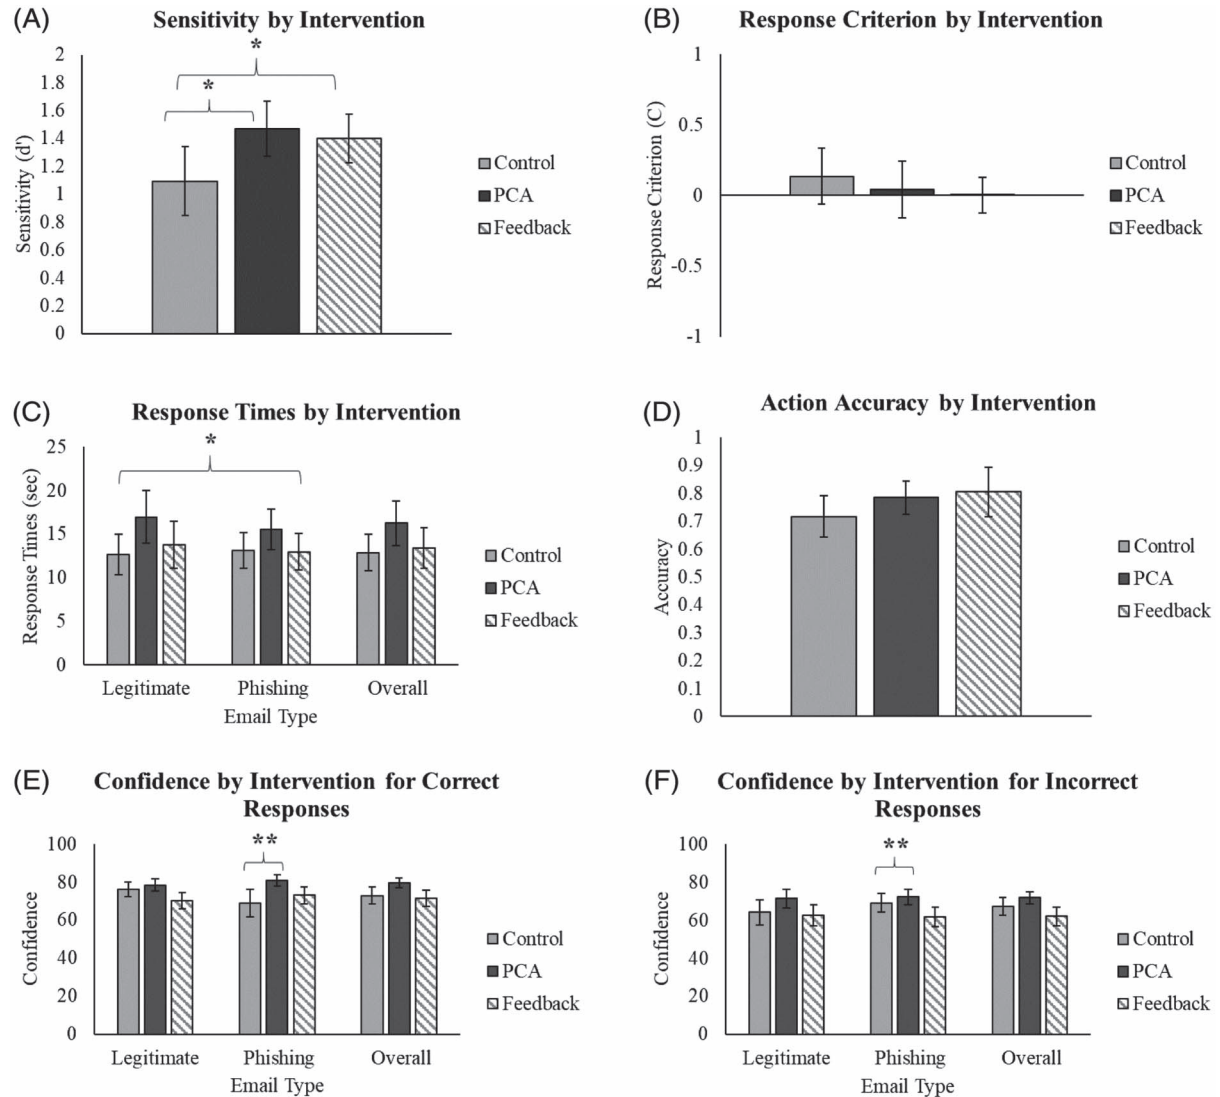 (A)
Sensitivity by Intervention
2
1.8
1.6
1.4
1.2
1
0.8
0.6
0.4
0.2
0
Sensitivity (d')
*
*
Control
PCA
Feedback
(B)
Response Criterion by Intervention
1
0.5
0
-0.5
-1
Response Criterion (C)
Control
PCA
Feedback
(C)
Response Times by Intervention
25
20
15
10
5
0
Response Times (sec)
*
Control
PCA
Feedback
Legitimate Phishing Overall
Email Type
(D)
Action Accuracy by Intervention
1
0.9
0.8
0.7
0.6
0.5
0.4
0.3
0.2
0.1
0
Accuracy
Control
PCA
Feedback
(E)
Confidence by Intervention for Correct
Responses
100
80
60
40
20
0
Confidence
**
Control
PCA
Feedback
Legitimate Phishing Overall
Email Type
(F)
Confidence by Intervention for Incorrect
Responses
100
80
60
40
20
0
Confidence
**
Control
PCA
Feedback
Legitimate Phishing Overall
Email Type